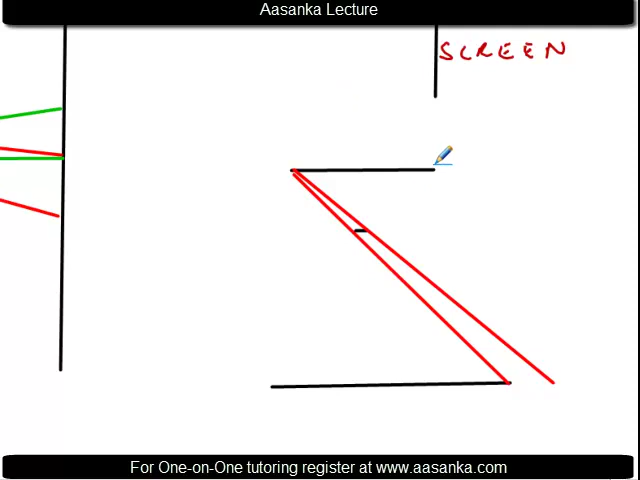 Aasanka Lecture
SCREEN
For One-on-One tutoring register at www.aasanka.com